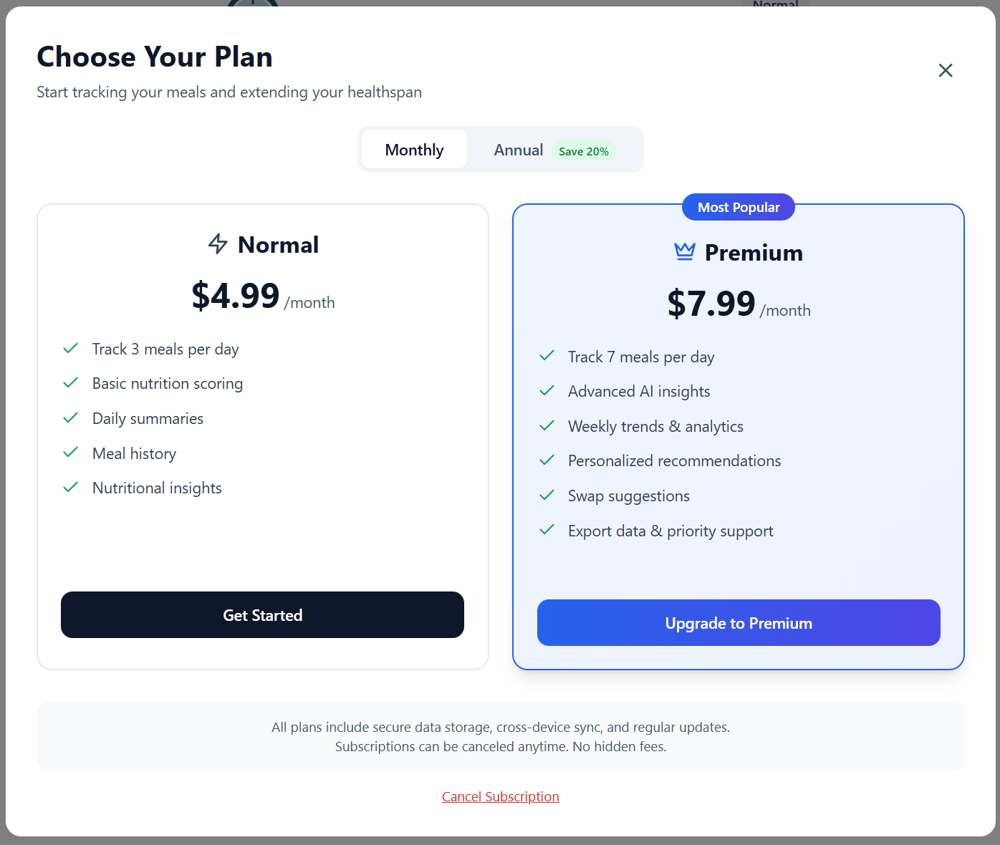 Normal
Choose Your Plan
Start tracking your meals and extending your healthspan
Monthly
Annual Save 20%
Normal
$4.99 /month
Track 3 meals per day
Basic nutrition scoring
Daily summaries
Meal history
Nutritional insights
Get Started
Most Popular
Premium
$7.99 /month
Track 7 meals per day
Advanced AI insights
Weekly trends & analytics
Personalized recommendations
Swap suggestions
Export data & priority support
Upgrade to Premium
All plans include secure data storage, cross-device sync, and regular updates.
Subscriptions can be canceled anytime. No hidden fees.
Cancel Subscription